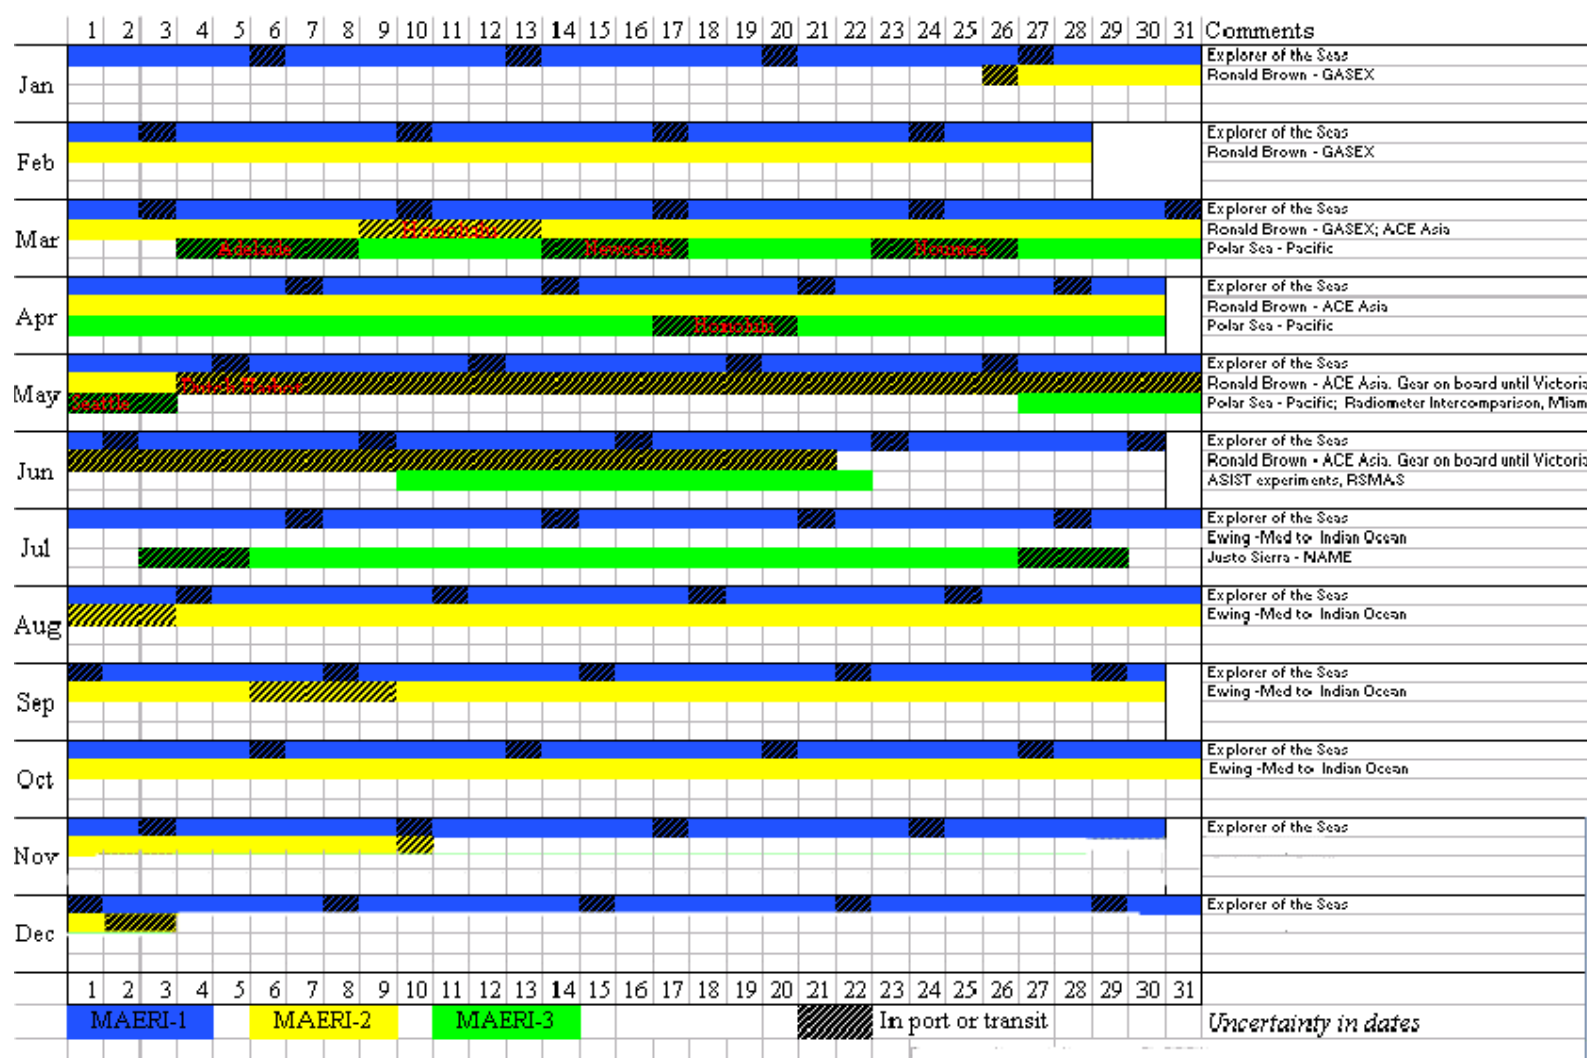 1 2 3 4 5 6 7 8 9 10 11 12 13 14 15 16 17 18 19 20 21 22 23 24 25 26 27 28 29 30 31 Comments
Explorer of the Seas
Jan Ronald Brown - GASEX
Explorer of the Seas
Feb Ronald Brown - GASEX
Explorer of the Seas
Mar Honolulu Ronald Brown - GASEX; ACE Asia
Adelaide Newcastle Noumea Polar Sea - Pacific
Explorer of the Seas
Apr Ronald Brown - ACE Asia
Honolulu Polar Sea - Pacific
Explorer of the Seas
May Dutch Harbor Ronald Brown - ACE Asia. Gear on board until Victoria
Seattle Polar Sea - Pacific; Radiometer Intercomparison, Miam
Explorer of the Seas
Jun Ronald Brown - ACE Asia. Gear on board until Victoria
ASIST experiments, RSMAS
Explorer of the Seas
Jul Ewing -Med to Indian Ocean
Justo Sierra - NAME
Explorer of the Seas
Aug Ewing -Med to Indian Ocean
Explorer of the Seas
Sep Ewing -Med to Indian Ocean
Explorer of the Seas
Oct Ewing -Med to Indian Ocean
Explorer of the Seas
Nov
Explorer of the Seas
Dec
1 2 3 4 5 6 7 8 9 10 11 12 13 14 15 16 17 18 19 20 21 22 23 24 25 26 27 28 29 30 31
MAERI-1 MAERI-2 MAERI-3 In port or transit Uncertainty in dates